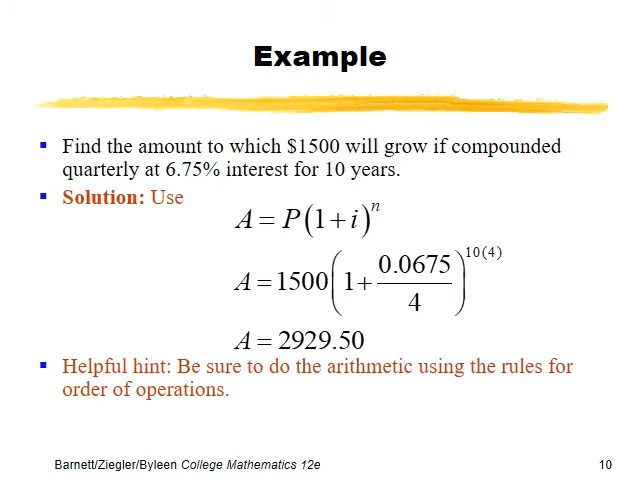 Example
▪ Find the amount to which $1500 will grow if compounded
quarterly at 6.75% interest for 10 years.
▪ Solution: Use
A = P(1 + i)^n
A = 1500(1 + 0.0675/4)^10(4)
A = 2929.50
▪ Helpful hint: Be sure to do the arithmetic using the rules for
order of operations.
Barnett/Ziegler/Byleen College Mathematics 12e 10